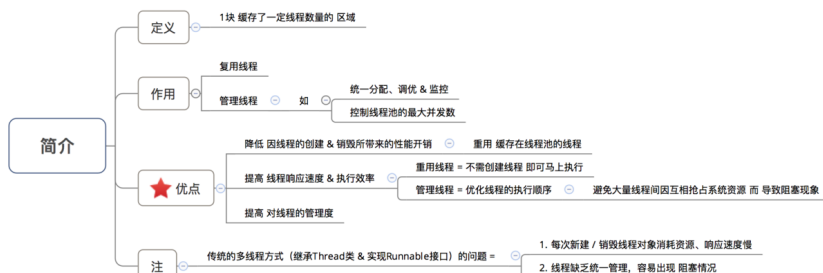 简介
定义
1块 缓存了一定线程数量的 区域
作用
复用线程
管理线程
如
统一分配、调优 & 监控
控制线程池的最大并发数
优点
降低 因线程的创建 & 销毁所带来的性能开销
重用 缓存在线程池的线程
提高 线程响应速度 & 执行效率
重用线程 = 不需创建线程 即可马上执行
管理线程 = 优化线程的执行顺序
避免大量线程间因互相抢占系统资源 而 导致阻塞现象
提高 对线程的管理度
注
传统的多线程方式（继承Thread类 & 实现Runnable接口）的问题 =
1. 每次新建 / 销毁线程对象消耗资源、响应速度慢
2. 线程缺乏统一管理，容易出现 阻塞情况